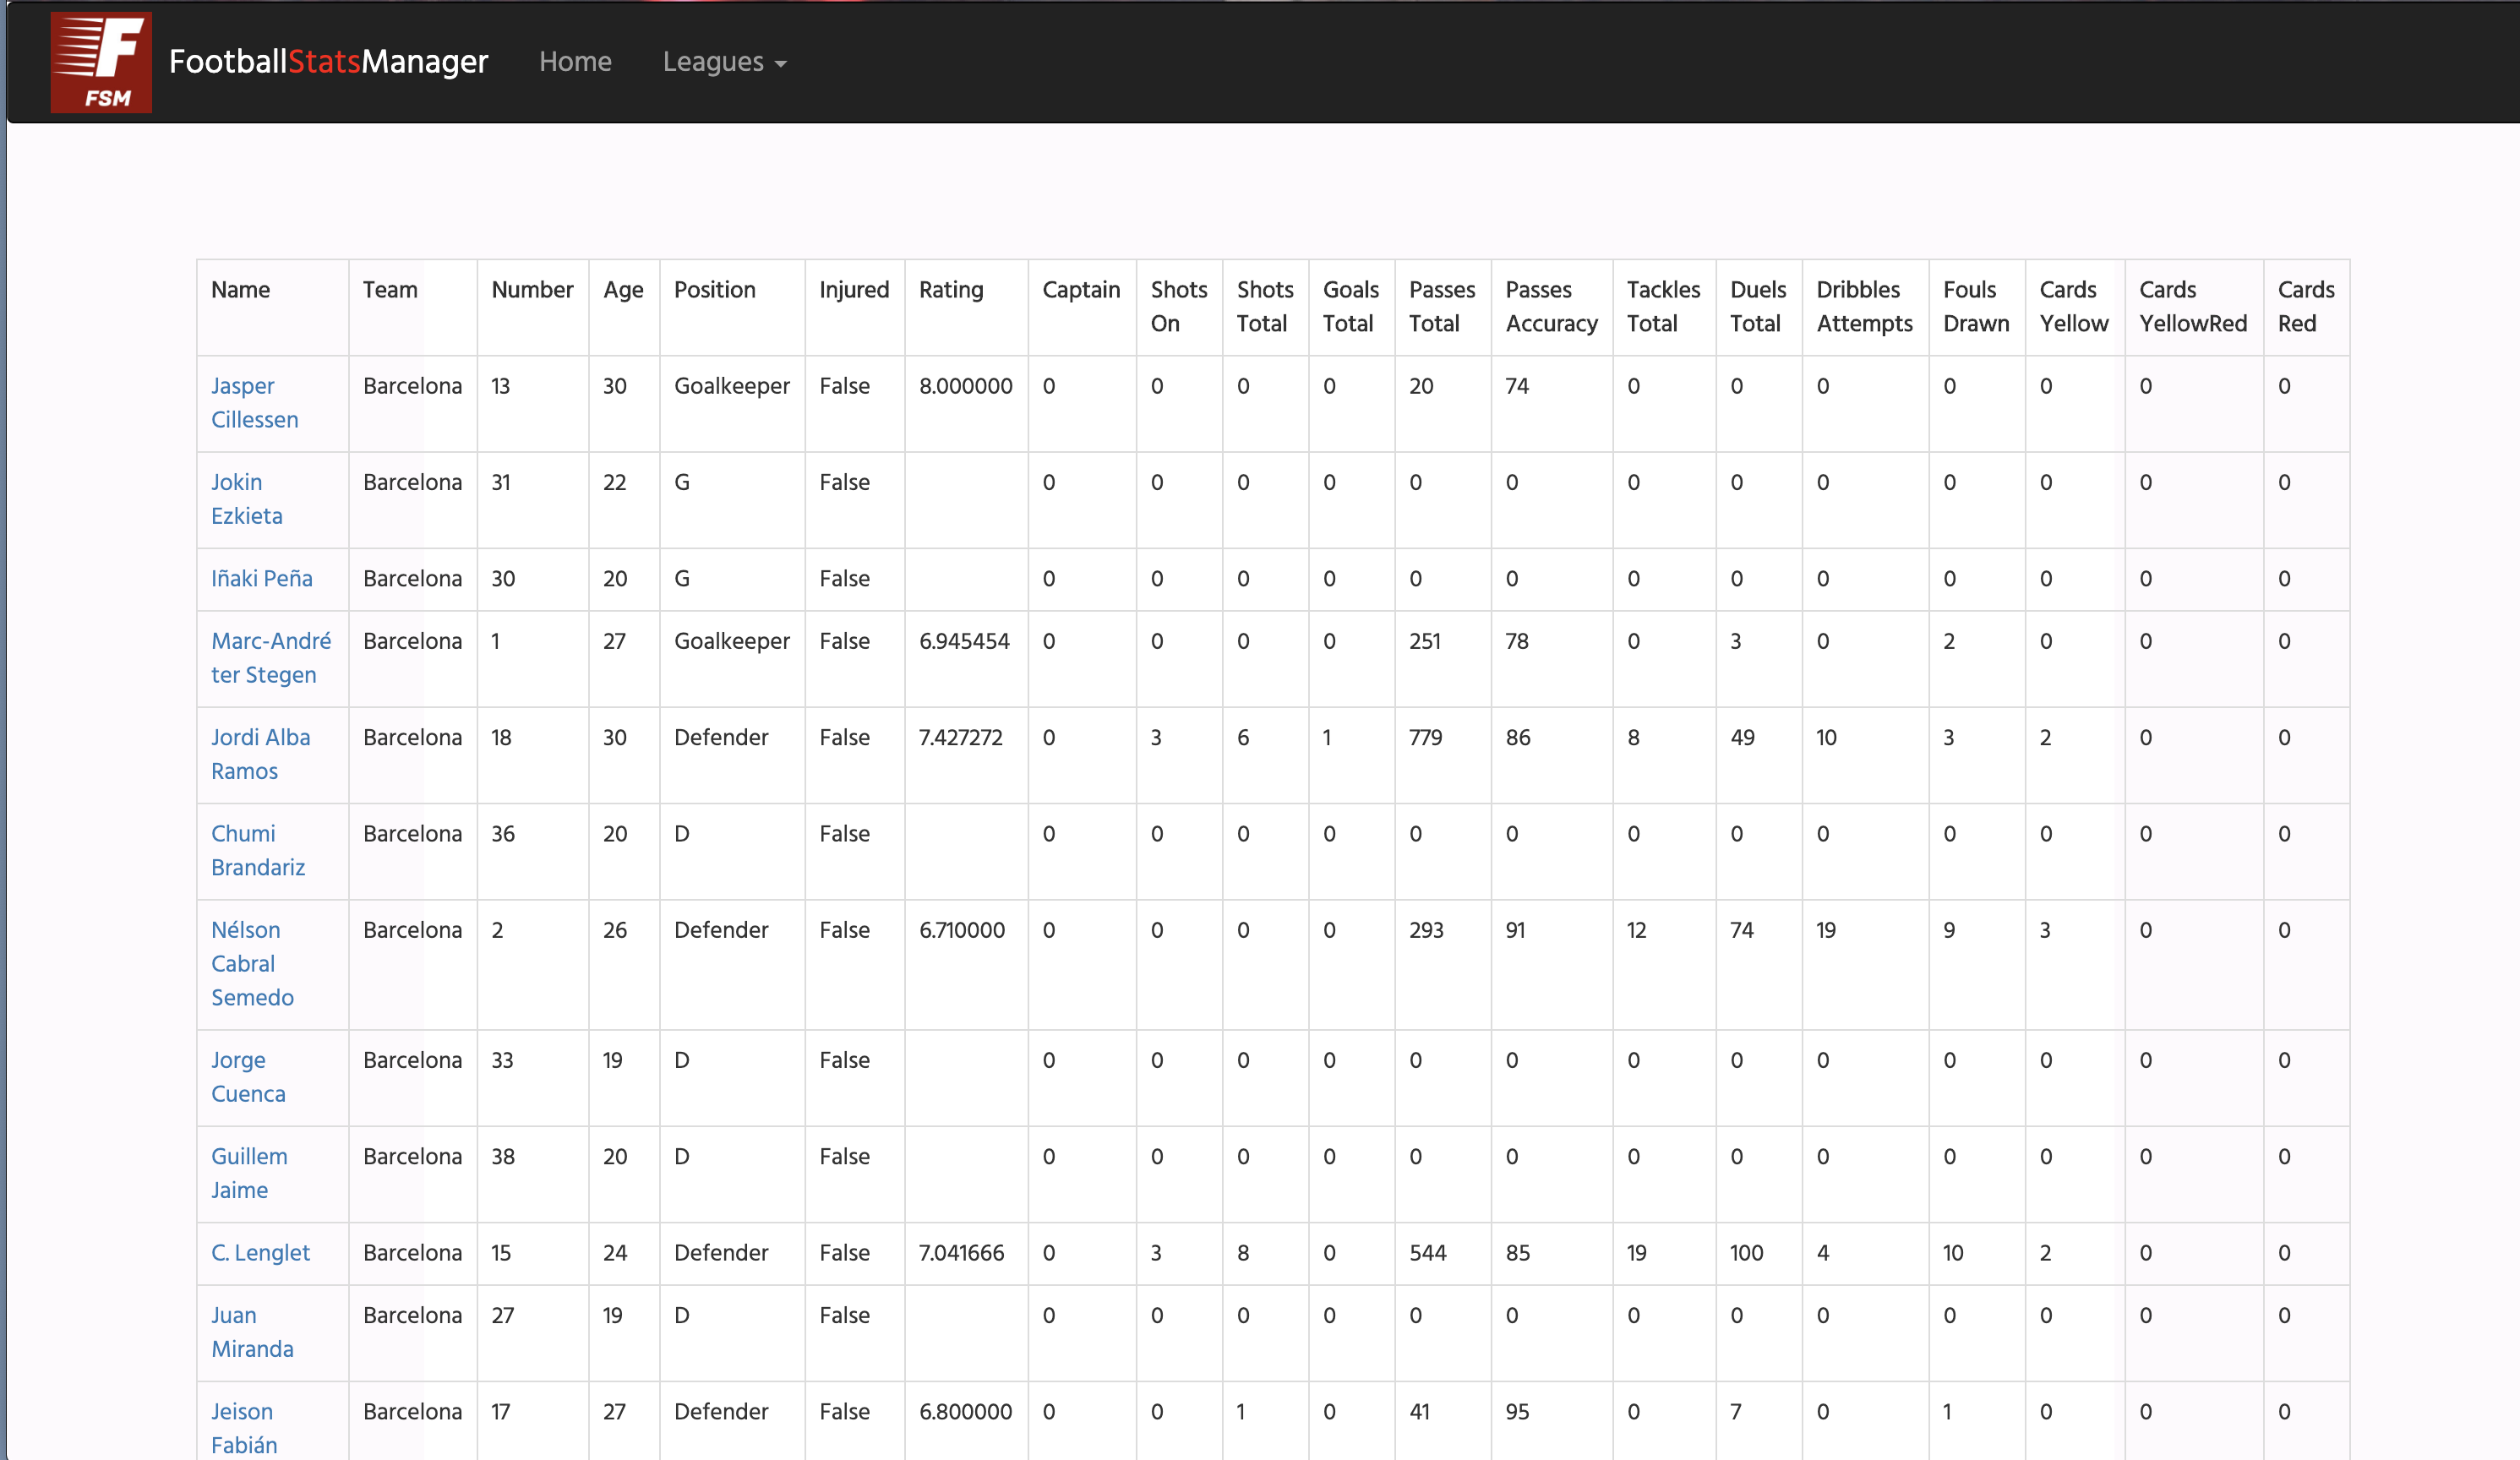 F
FSM
FootballStatsManager Home Leagues
Name Team Number Age Position Injured Rating Captain Shots On Shots Total Goals Total Passes Total Passes Accuracy Tackles Total Duels Total Dribbles Attempts Fouls Drawn Cards Yellow Cards YellowRed Cards Red
Jasper Cillessen Barcelona 13 30 Goalkeeper False 8.000000 0 0 0 0 20 74 0 0 0 0 0 0 0
Jokin Ezkieta Barcelona 31 22 G False 0 0 0 0 0 0 0 0 0 0 0 0 0
Iñaki Peña Barcelona 30 20 G False 0 0 0 0 0 0 0 0 0 0 0 0 0
Marc-André ter Stegen Barcelona 1 27 Goalkeeper False 6.945454 0 0 0 0 251 78 0 3 0 2 0 0 0
Jordi Alba Ramos Barcelona 18 30 Defender False 7.427272 0 3 6 1 779 86 8 49 10 3 2 0 0
Chumi Brandariz Barcelona 36 20 D False 0 0 0 0 0 0 0 0 0 0 0 0 0
Nélson Cabral Semedo Barcelona 2 26 Defender False 6.710000 0 0 0 0 293 91 12 74 19 9 3 0 0
Jorge Cuenca Barcelona 33 19 D False 0 0 0 0 0 0 0 0 0 0 0 0 0
Guillem Jaime Barcelona 38 20 D False 0 0 0 0 0 0 0 0 0 0 0 0 0
C. Lenglet Barcelona 15 24 Defender False 7.041666 0 3 8 0 544 85 19 100 4 10 2 0 0
Juan Miranda Barcelona 27 19 D False 0 0 0 0 0 0 0 0 0 0 0 0 0
Jeison Fabián Barcelona 17 27 Defender False 6.800000 0 0 1 0 41 95 0 7 0 1 0 0 0